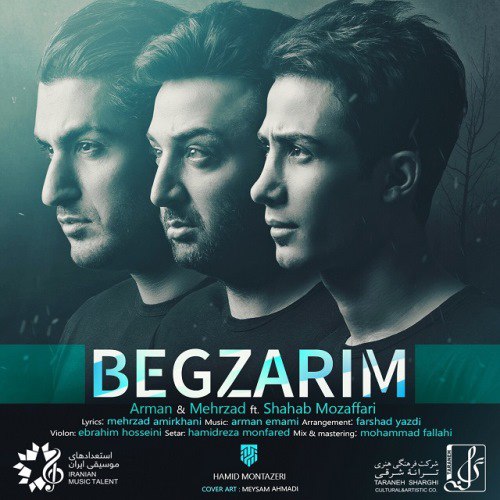 BEGZARIM
Arman & Mehrzad ft. Shahab Mozaffari
Lyrics: mehrzad amirkhani Music: arman emami Arrangement: farshad yazdi
Violon: ebrahim hosseini Setar: hamidreza monfared Mix & mastering: mohammad fallahi
استعدادهای
موسیقی ایران
IRANIAN
MUSIC TALENT
HAMID MONTAZERI
COVER ART : MEYSAM AHMADI
شرکت فرهنگی هنری
ترانه شرقی
TARANEH SHARGHI
CULTURAL&ARTISTIC CO.
TARANEH